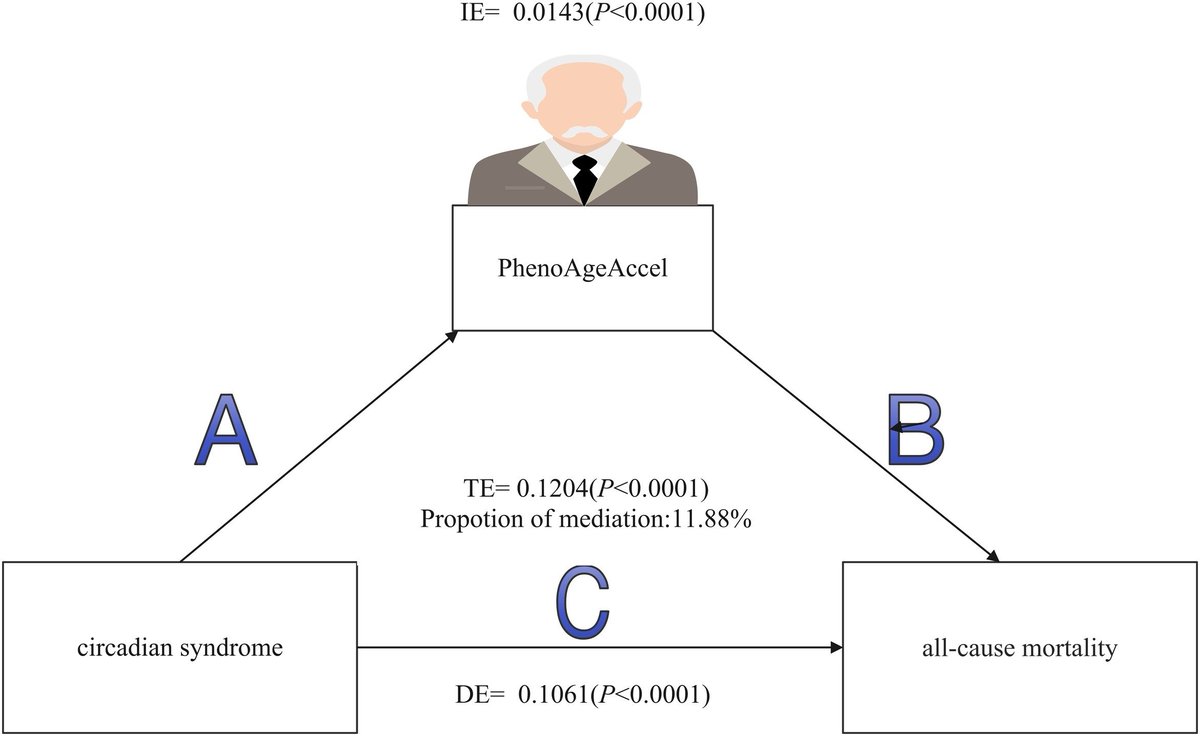 IE= 0.0143(P<0.0001)
PhenoAgeAccel
A
B
TE= 0.1204(P<0.0001)
Propotion of mediation:11.88%
C
circadian syndrome
all-cause mortality
DE= 0.1061(P<0.0001)